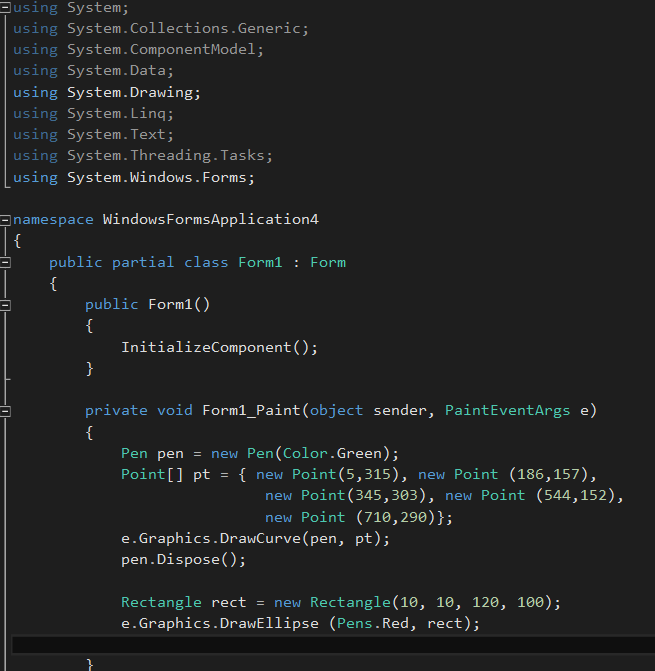 using System;
using System.Collections.Generic;
using System.ComponentModel;
using System.Data;
using System.Drawing;
using System.Linq;
using System.Text;
using System.Threading.Tasks;
using System.Windows.Forms;
namespace WindowsFormsApplication4
{
public partial class Form1 : Form
{
public Form1()
{
InitializeComponent();
}
private void Form1_Paint(object sender, PaintEventArgs e)
{
Pen pen = new Pen(Color.Green);
Point[] pt = { new Point(5,315), new Point (186,157),
new Point(345,303), new Point (544,152),
new Point (710,290)};
e.Graphics.DrawCurve(pen, pt);
pen.Dispose();
Rectangle rect = new Rectangle(10, 10, 120, 100);
e.Graphics.DrawEllipse (Pens.Red, rect);
}